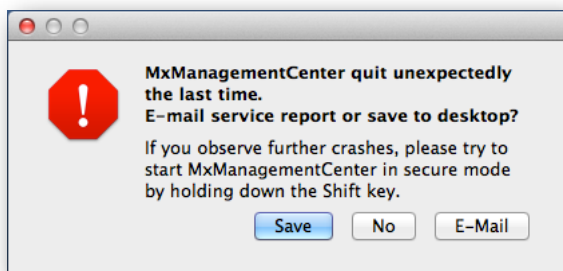 MxManagementCenter quit unexpectedly
the last time.
E-mail service report or save to desktop?
If you observe further crashes, please try to
start MxManagementCenter in secure mode
by holding down the Shift key.
Save No E-Mail